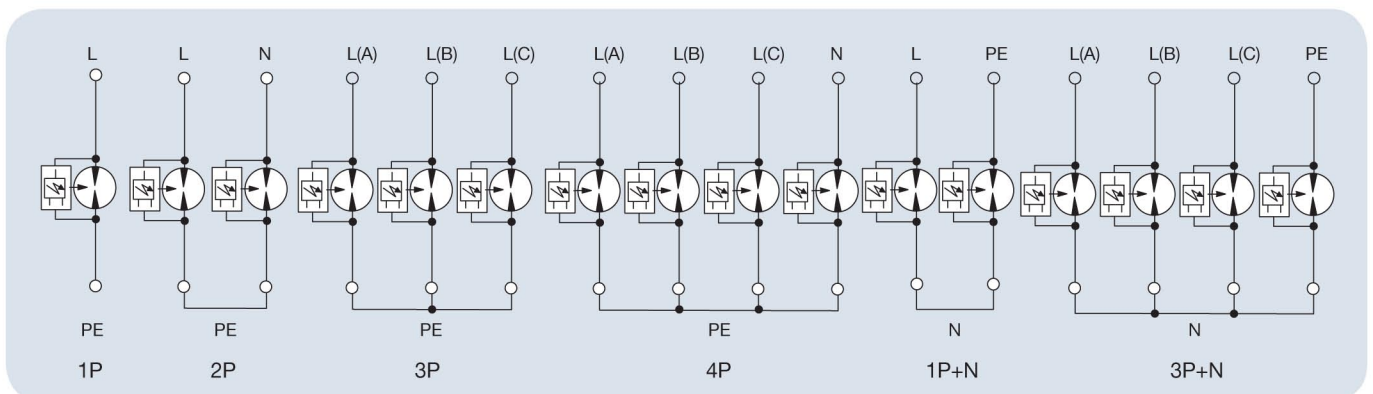 L L N L(A) L(B) L(C) L(A) L(B) L(C) N L PE L(A) L(B) L(C) PE
PE PE PE PE N N
1P 2P 3P 4P 1P+N 3P+N